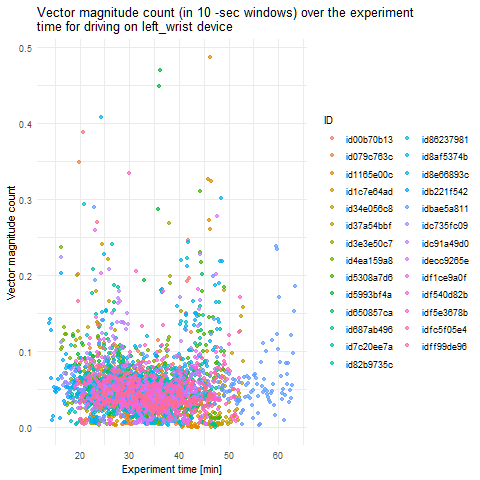 Vector magnitude count (in 10 -sec windows) over the experiment
time for driving on left_wrist device
Vector magnitude count
0.5
0.4
0.3
0.2
0.1
0.0
20 30 40 50 60
Experiment time [min]
ID
id00b70b13
id079c763c
id1165e00c
id1c7e64ad
id34e056c8
id37a54bbf
id3e3e50c7
id4ea159a8
id5308a7d6
id5993bf4a
id650857ca
id687ab496
id7c20ee7a
id82b9735c
id86237981
id8af5374b
id8e66893c
idb221f542
idbae5a811
idc735fc09
idc91a49d0
idecc9265e
idf1ce9a0f
idf540d82b
idf5e3678b
idfc5f05e4
idff99de96